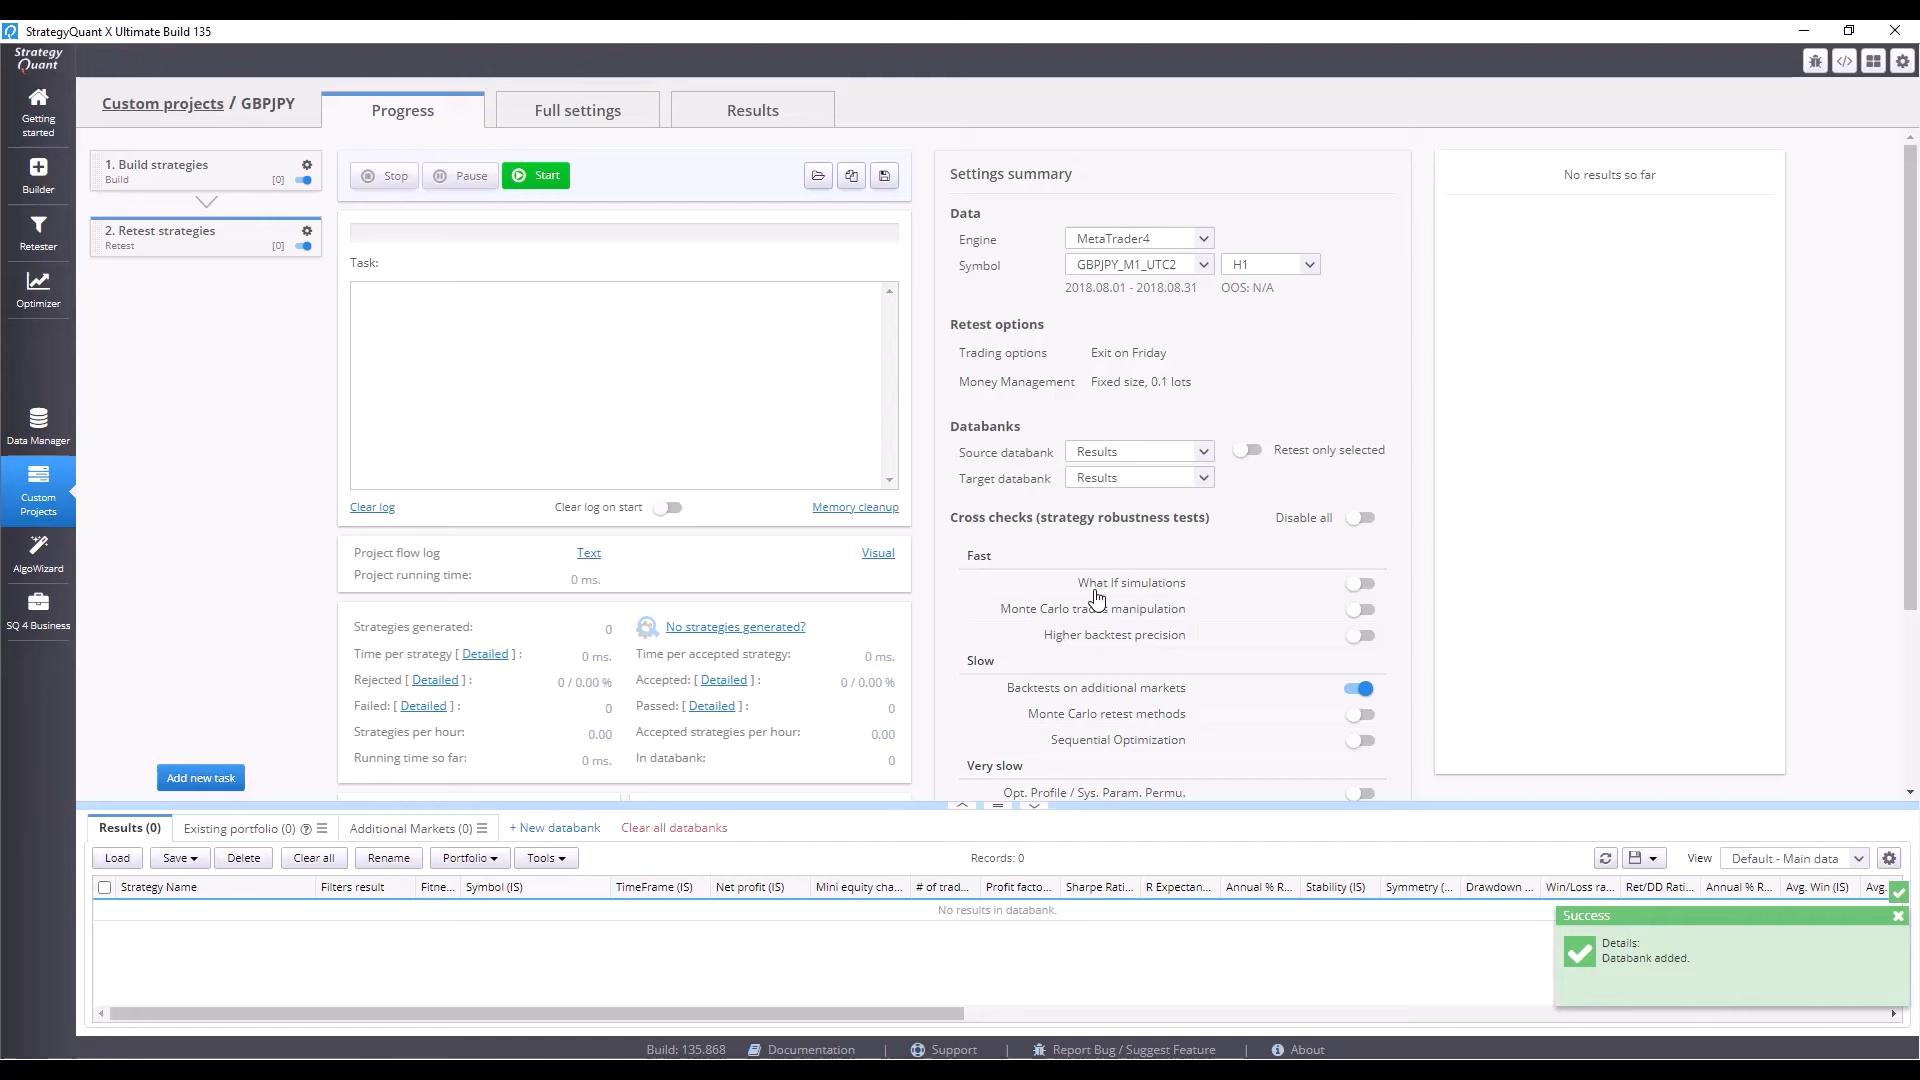 StrategyQuant X Ultimate Build 135
Strategy
Quant
Custom projects / GBPJPY
Progress
Full settings
Results
Getting
started
Builder
Retester
Optimizer
Data Manager
Custom
Projects
AlgoWizard
SQ 4 Business
1. Build strategies
Build
[0]
2. Retest strategies
Retest
[0]
Add new task
Stop
Pause
Start
Task:
Clear log
Clear log on start
Memory cleanup
Project flow log
Text
Visual
Project running time:
0 ms.
Strategies generated:
0
No strategies generated?
Time per strategy [ Detailed ] :
0 ms.
Time per accepted strategy:
0 ms.
Rejected [ Detailed ] :
0 / 0.00 %
Accepted: [ Detailed ] :
0 / 0.00 %
Failed: [ Detailed ] :
0
Passed: [ Detailed ] :
0
Strategies per hour:
0.00
Accepted strategies per hour:
0.00
Running time so far:
0 ms.
In databank:
0
Settings summary
Data
Engine
MetaTrader4
Symbol
GBPJPY_M1_UTC2
H1
2018.08.01 - 2018.08.31
OOS: N/A
Retest options
Trading options
Exit on Friday
Money Management
Fixed size, 0.1 lots
Databanks
Source databank
Results
Retest only selected
Target databank
Results
Cross checks (strategy robustness tests)
Disable all
Fast
What If simulations
Monte Carlo trades manipulation
Higher backtest precision
Slow
Backtests on additional markets
Monte Carlo retest methods
Sequential Optimization
Very slow
Opt. Profile / Sys. Param. Permu.
No results so far
Results (0)
Existing portfolio (0)
Additional Markets (0)
+ New databank
Clear all databanks
Load
Save
Delete
Clear all
Rename
Portfolio
Tools
Records: 0
View
Default - Main data
Strategy Name
Filters result
Fitne...
Symbol (IS)
TimeFrame (IS)
Net profit (IS)
Mini equity cha...
# of trad...
Profit facto...
Sharpe Rati...
R Expectan...
Annual % R...
Stability (IS)
Symmetry (...
Drawdown ...
Win/Loss ra...
Ret/DD Rati...
Annual % R...
Avg. Win (IS)
Avg.
No results in databank.
Success
Details:
Databank added.
Build: 135.868
Documentation
|
Support
|
Report Bug / Suggest Feature
|
About